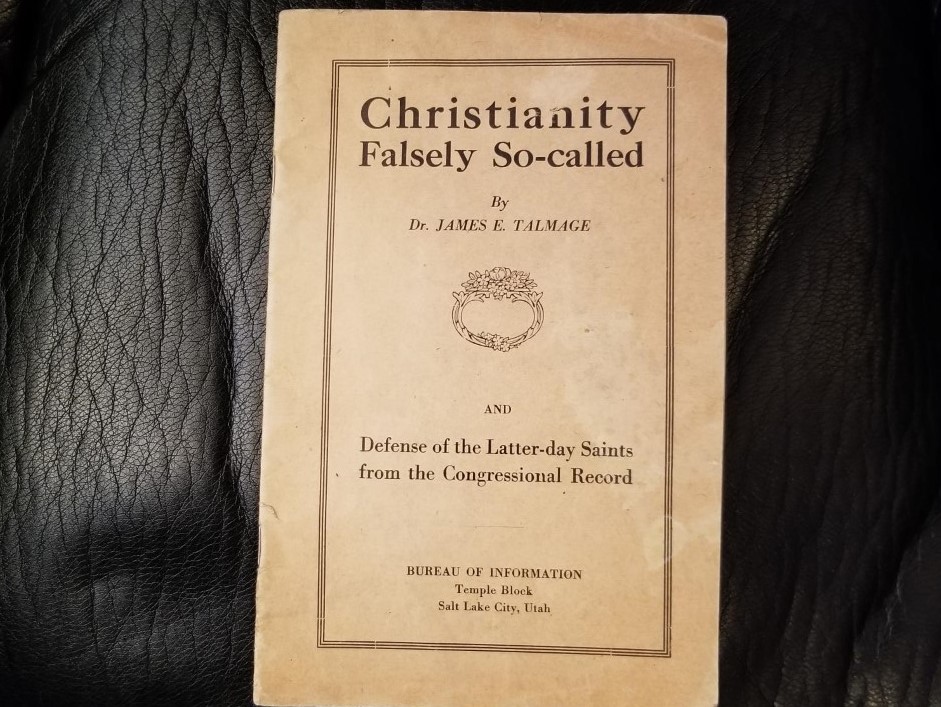 Christianity
Falsely So-called
By
Dr. JAMES E. TALMAGE
AND
Defense of the Latter-day Saints
from the Congressional Record
BUREAU OF INFORMATION
Temple Block
Salt Lake City, Utah